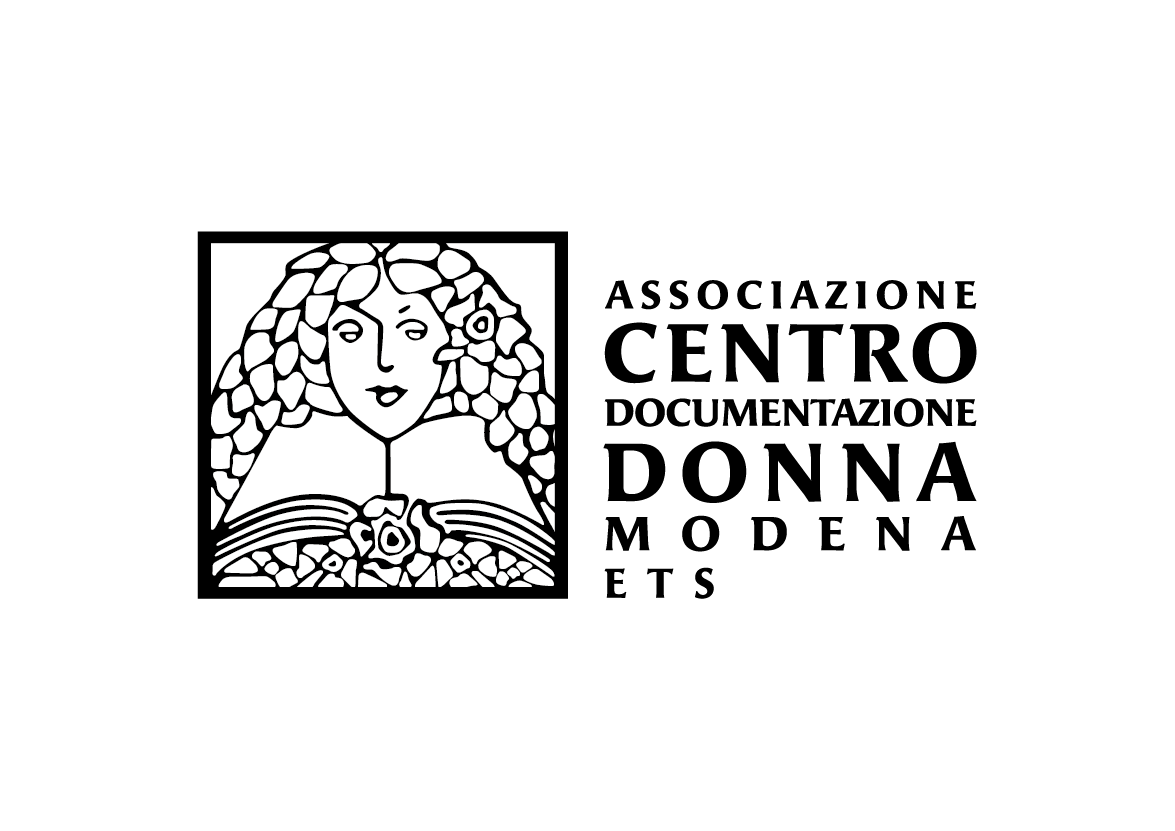 ASSOCIAZIONE
CENTRO
DOCUMENTAZIONE
DONNA
MODENA
ETS